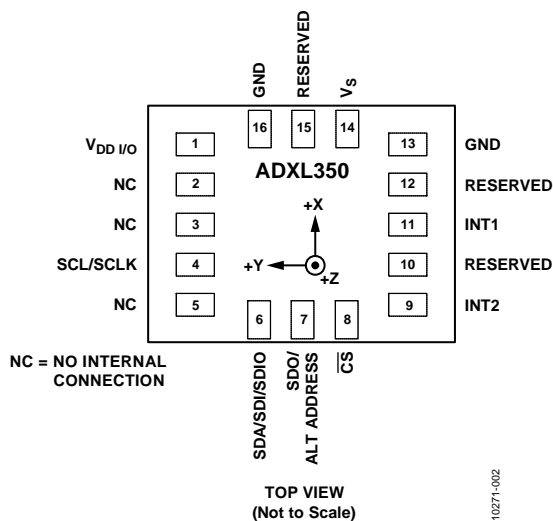 GND
RESERVED
VS
16
15
14
VDD I/O
1
13
GND
ADXL350
NC
2
12
RESERVED
+X
NC
3
11
INT1
SCL/SCLK
4
+Y
+Z
10
RESERVED
NC
5
9
INT2
6
7
8
NC = NO INTERNAL
CONNECTION
SDA/SDI/SDIO
SDO/
ALT ADDRESS
CS
TOP VIEW
(Not to Scale)
10271-002